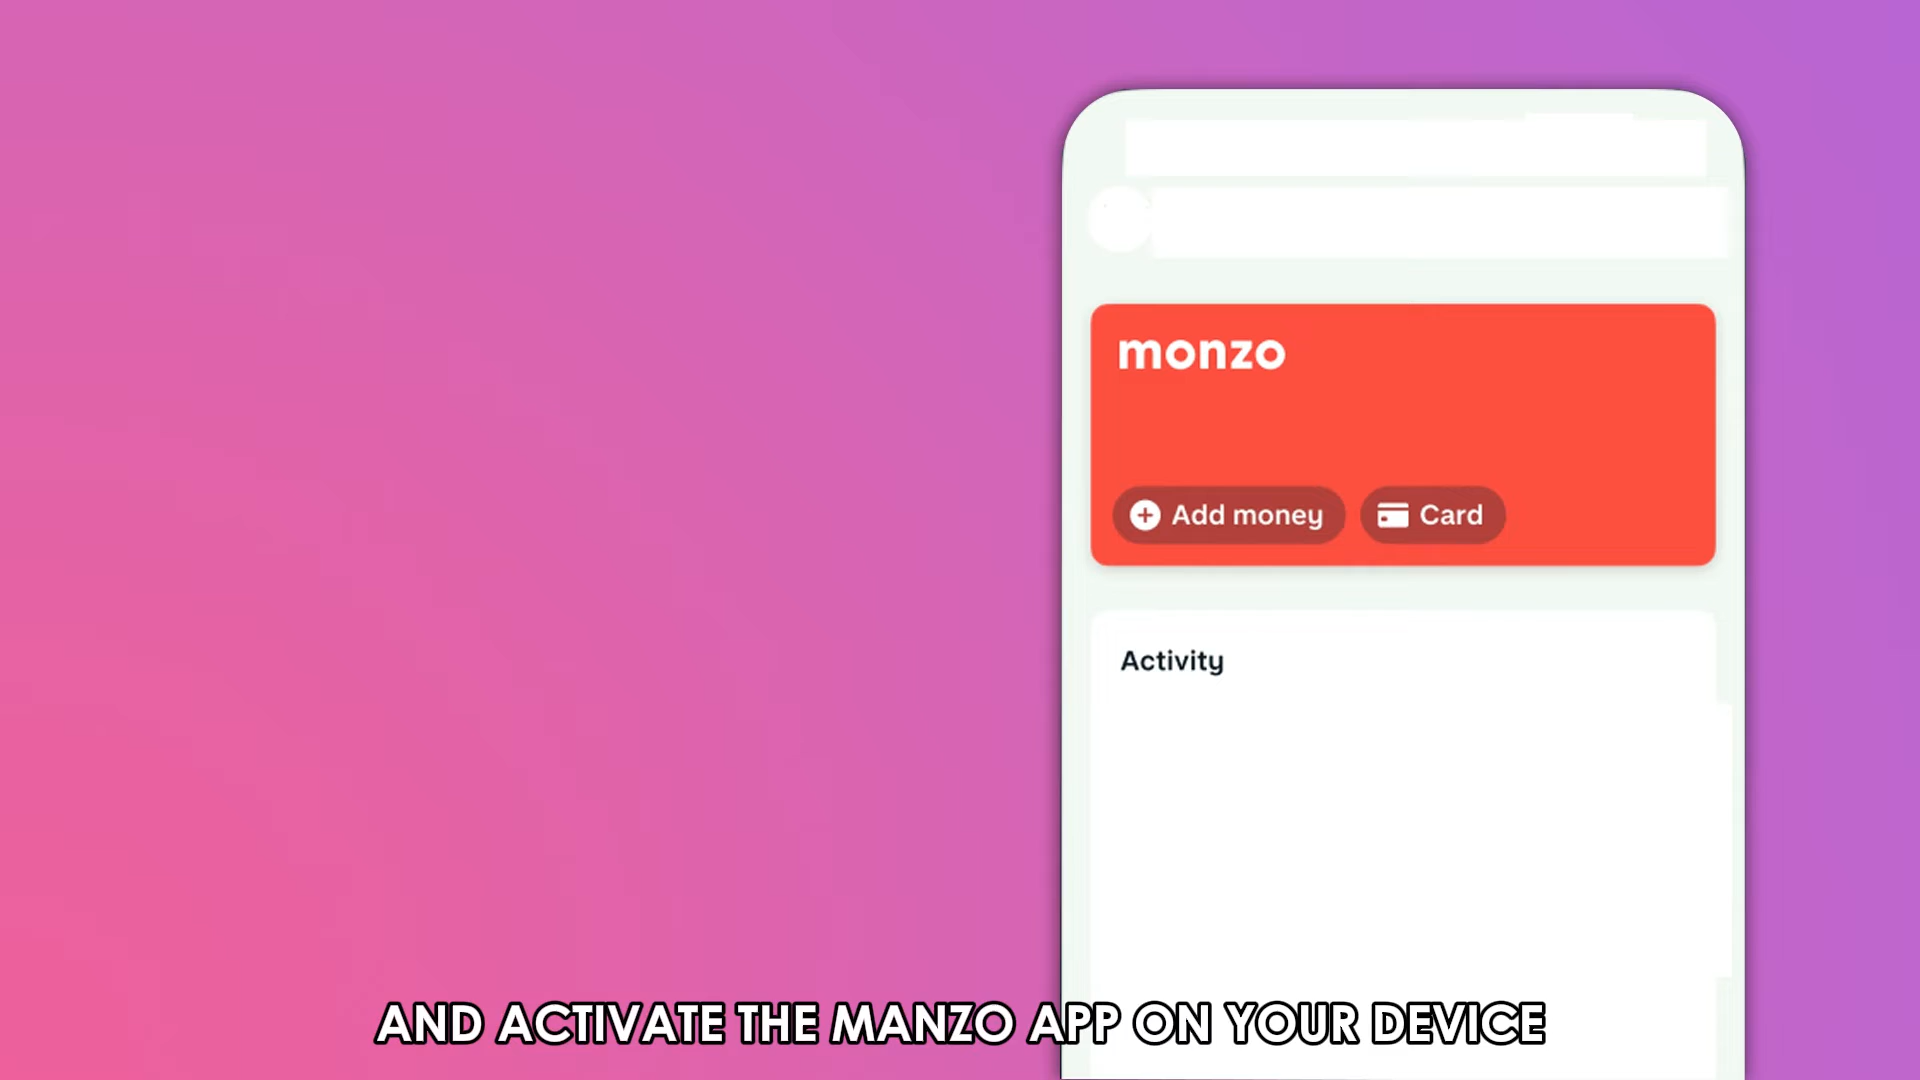 monzo
Add money
Card
Activity
AND ACTIVATE THE MANZO APP ON YOUR DEVICE